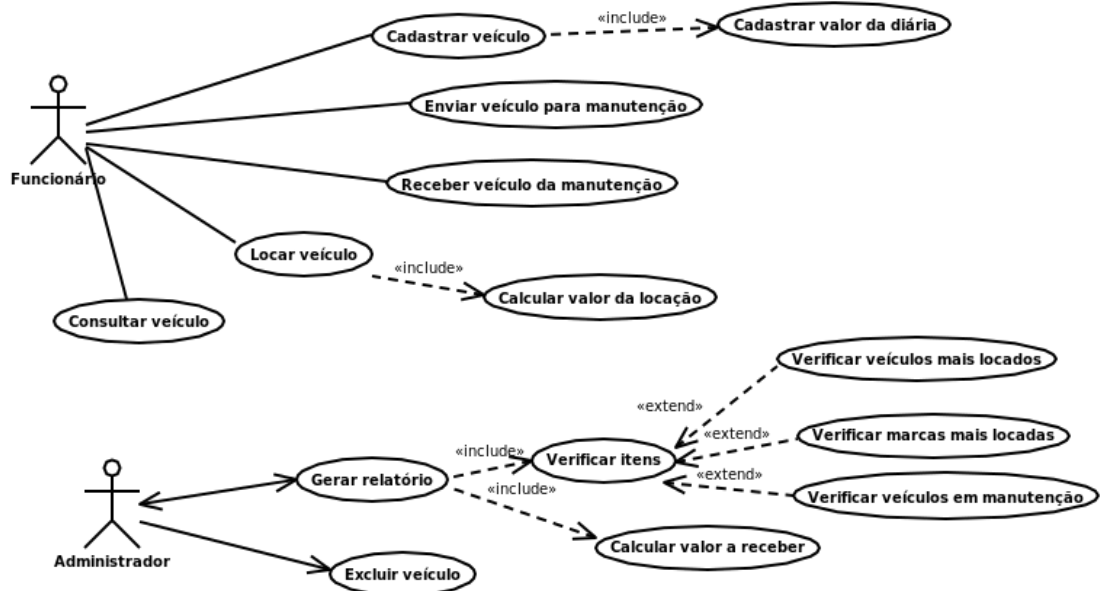 «include»
Cadastrar veículo
Cadastrar valor da diária
Enviar veículo para manutenção
Funcionário
Receber veículo da manutenção
Locar veículo
«include»
Calcular valor da locação
Consultar veículo
Verificar veículos mais locados
«extend»
«extend»
Verificar marcas mais locadas
«include»
Verificar itens
«extend»
Gerar relatório
«include»
Verificar veículos em manutenção
Calcular valor a receber
Administrador
Excluir veículo